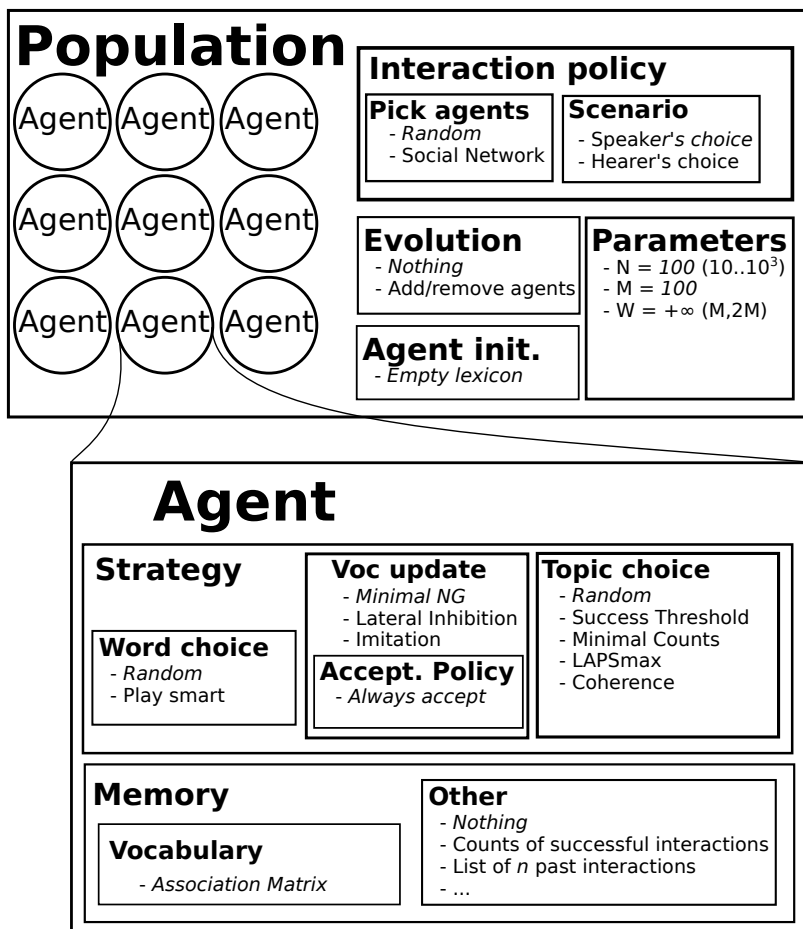 Population
Agent Agent Agent
Agent Agent Agent
Agent Agent Agent
Interaction policy
Pick agents
- Random
- Social Network
Scenario
- Speaker's choice
- Hearer's choice
Evolution
- Nothing
- Add/remove agents
Parameters
- N = 100 (10..10³)
- M = 100
- W = +∞ (M,2M)
Agent init.
- Empty lexicon
Agent
Strategy
Word choice
- Random
- Play smart
Voc update
- Minimal NG
- Lateral Inhibition
- Imitation
Accept. Policy
- Always accept
Topic choice
- Random
- Success Threshold
- Minimal Counts
- LAPSmax
- Coherence
Memory
Vocabulary
- Association Matrix
Other
- Nothing
- Counts of successful interactions
- List of n past interactions
- ...